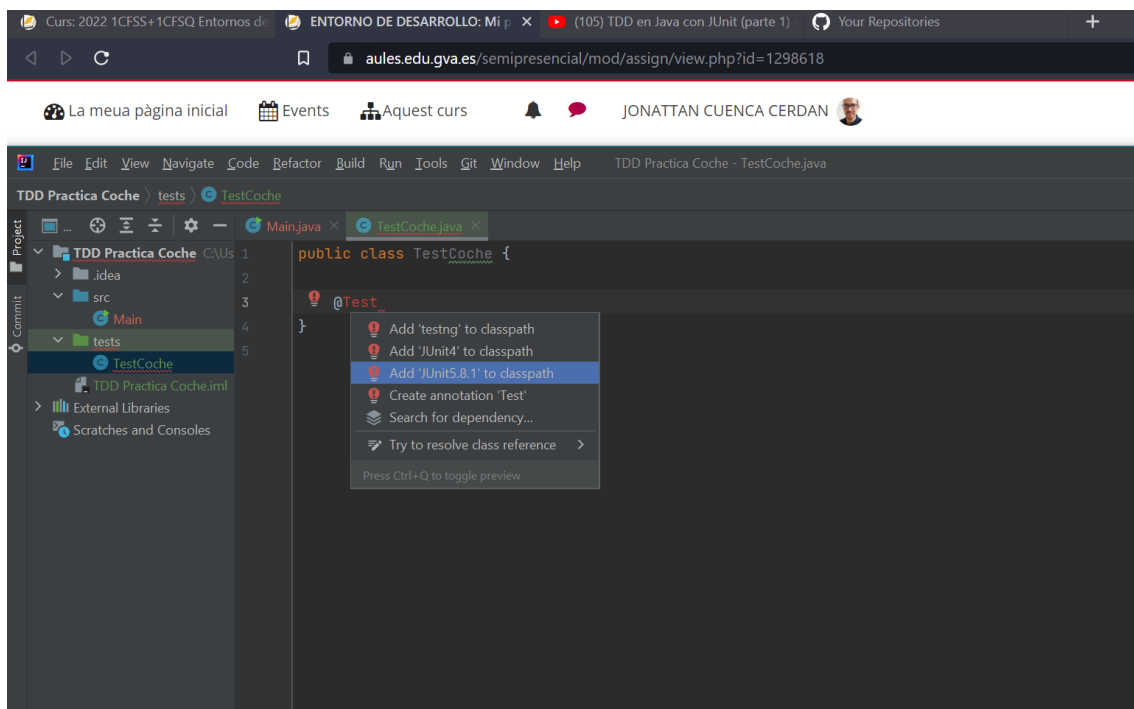 Curs: 2022 1CFSS+1CFSQ Entornos de
ENTORNO DE DESARROLLO: Mi p
(105) TDD en Java con JUnit (parte 1)
Your Repositories
aules.edu.gva.es/semipresencial/mod/assign/view.php?id=1298618
La meua pàgina inicial Events Aquest curs JONATTAN CUENCA CERDAN
File Edit View Navigate Code Refactor Build Run Tools Git Window Help TDD Practica Coche - TestCoche.java
TDD Practica Coche tests TestCoche
Project
Commit
... Main.java TestCoche.java
TDD Practica Coche C:\Us
.idea
src
Main
tests
TestCoche
TDD Practica Coche.iml
External Libraries
Scratches and Consoles
1 public class TestCoche {
2
3 @Test
4 }
5
Add 'testng' to classpath
Add 'JUnit4' to classpath
Add 'JUnit5.8.1' to classpath
Create annotation 'Test'
Search for dependency...
Try to resolve class reference
Press Ctrl+Q to toggle preview